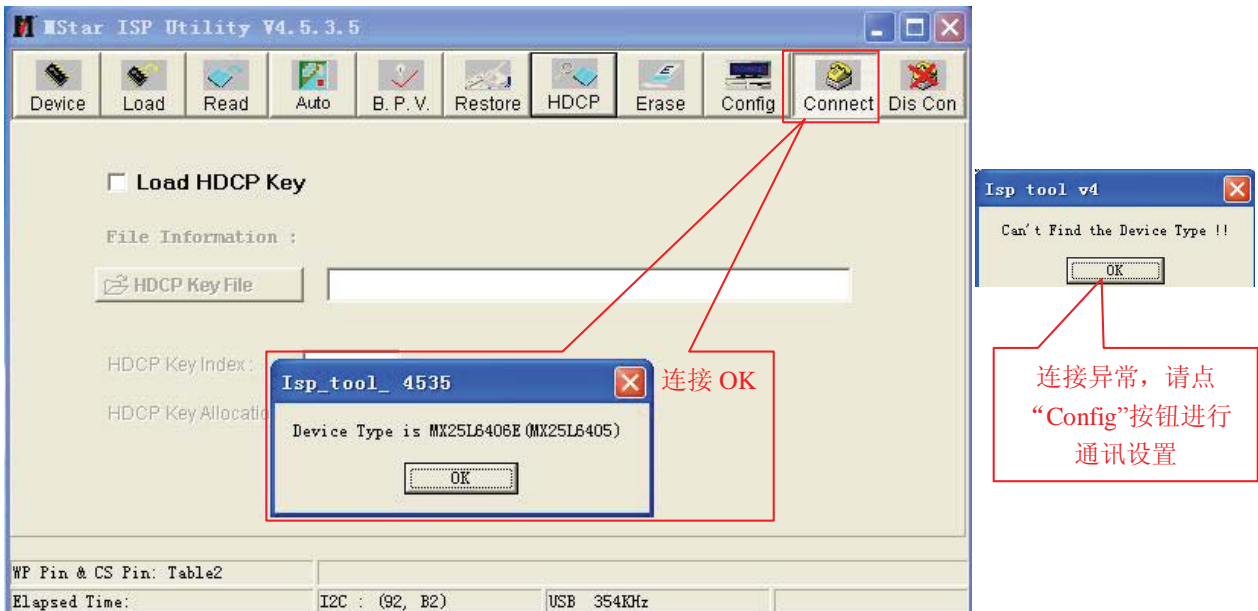 MStar ISP Utility V4.5.3.5
Device Load Read Auto B.P.V. Restore HDCP Erase Config Connect Dis Con
Load HDCP Key
File Information :
HDCP Key File
HDCP Key Index :
HDCP Key Allocatio
Isp_tool_ 4535
Device Type is MX25L6406E(MX25L6405)
OK
连接 OK
Isp tool v4
Can't Find the Device Type !!
OK
连接异常，请点
“Config”按钮进行
通讯设置
WP Pin & CS Pin: Table2
Elapsed Time: I2C : (92, B2) USB 354KHz